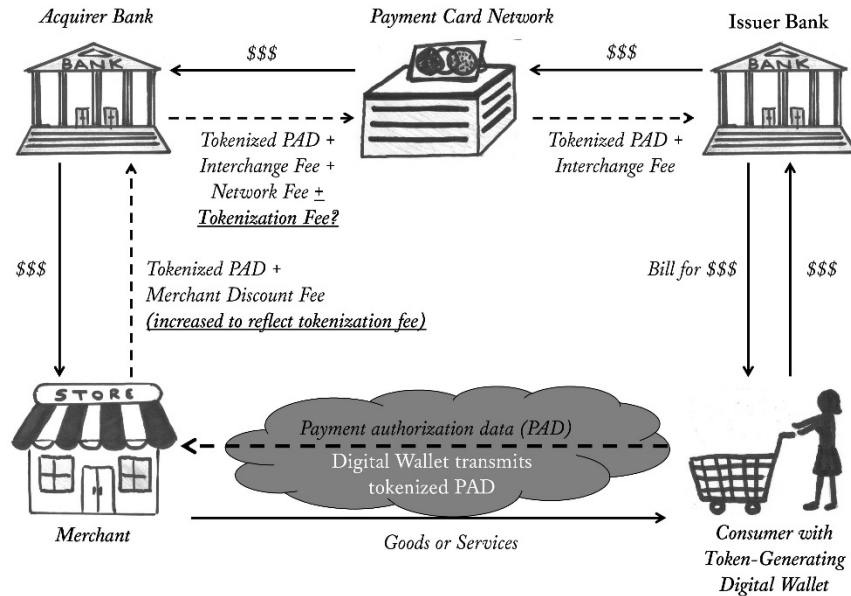 Acquirer Bank
Payment Card Network
Issuer Bank
$$$
$$$
BANK
BANK
Tokenized PAD +
Interchange Fee +
Network Fee ±
Tokenization Fee?
Tokenized PAD +
Interchange Fee
$$$
Tokenized PAD +
Merchant Discount Fee
(increased to reflect tokenization fee)
Bill for $$$
$$$
STORE
Payment authorization data (PAD)
Digital Wallet transmits
tokenized PAD
Merchant
Goods or Services
Consumer with
Token-Generating
Digital Wallet